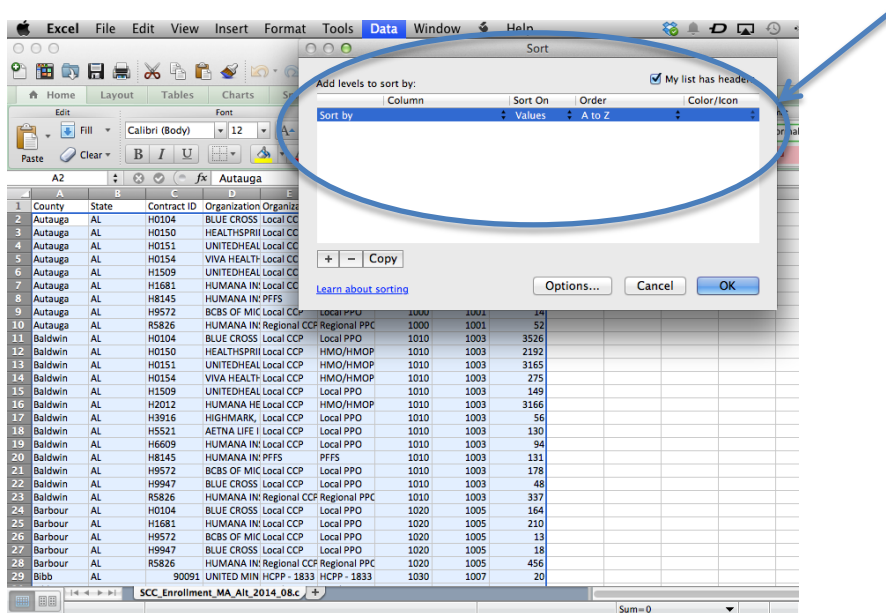 Excel File Edit View Insert Format Tools Data Window Help
Sort
Add levels to sort by:
My list has header
Column Sort On Order Color/Icon
Sort by Values A to Z
+ − Copy
Learn about sorting
Options... Cancel OK
Home Layout Tables Charts
Edit Font
Paste Fill Clear Calibri (Body) 12 A
B I U
A2 fx Autauga
A B C D E
1 County State Contract ID Organization Organiza
2 Autauga AL H0104 BLUE CROSS Local CC
3 Autauga AL H0150 HEALTHSPRI Local CC
4 Autauga AL H0151 UNITEDHEAL Local CC
5 Autauga AL H0154 VIVA HEALTH Local CC
6 Autauga AL H1509 UNITEDHEAL Local CC
7 Autauga AL H1681 HUMANA IN Local CC
8 Autauga AL H8145 HUMANA IN PFFS
9 Autauga AL H9572 BCBS OF MIC Local CCP Local PPO 1000 1001 14
10 Autauga AL R5826 HUMANA IN Regional CCP Regional PPO 1000 1001 52
11 Baldwin AL H0104 BLUE CROSS Local CCP Local PPO 1010 1003 3526
12 Baldwin AL H0150 HEALTHSPRI Local CCP HMO/HMOP 1010 1003 2192
13 Baldwin AL H0151 UNITEDHEAL Local CCP HMO/HMOP 1010 1003 3165
14 Baldwin AL H0154 VIVA HEALTH Local CCP HMO/HMOP 1010 1003 275
15 Baldwin AL H1509 UNITEDHEAL Local CCP Local PPO 1010 1003 149
16 Baldwin AL H2012 HUMANA HE Local CCP HMO/HMOP 1010 1003 3166
17 Baldwin AL H3916 HIGHMARK, Local CCP Local PPO 1010 1003 56
18 Baldwin AL H5521 AETNA LIFE I Local CCP Local PPO 1010 1003 130
19 Baldwin AL H6609 HUMANA IN Local CCP Local PPO 1010 1003 94
20 Baldwin AL H8145 HUMANA IN PFFS PFFS 1010 1003 131
21 Baldwin AL H9572 BCBS OF MIC Local CCP Local PPO 1010 1003 178
22 Baldwin AL H9947 BLUE CROSS Local CCP Local PPO 1010 1003 48
23 Baldwin AL R5826 HUMANA IN Regional CCP Regional PPO 1010 1003 337
24 Barbour AL H0104 BLUE CROSS Local CCP Local PPO 1020 1005 164
25 Barbour AL H1681 HUMANA IN Local CCP Local PPO 1020 1005 210
26 Barbour AL H9572 BCBS OF MIC Local CCP Local PPO 1020 1005 13
27 Barbour AL H9947 BLUE CROSS Local CCP Local PPO 1020 1005 18
28 Barbour AL R5826 HUMANA IN Regional CCP Regional PPO 1020 1005 456
29 Bibb AL 90091 UNITED MIN HCPP - 1833 HCPP - 1833 1030 1007 20
SCC_Enrollment_MA_Alt_2014_08.c +
Sum=0